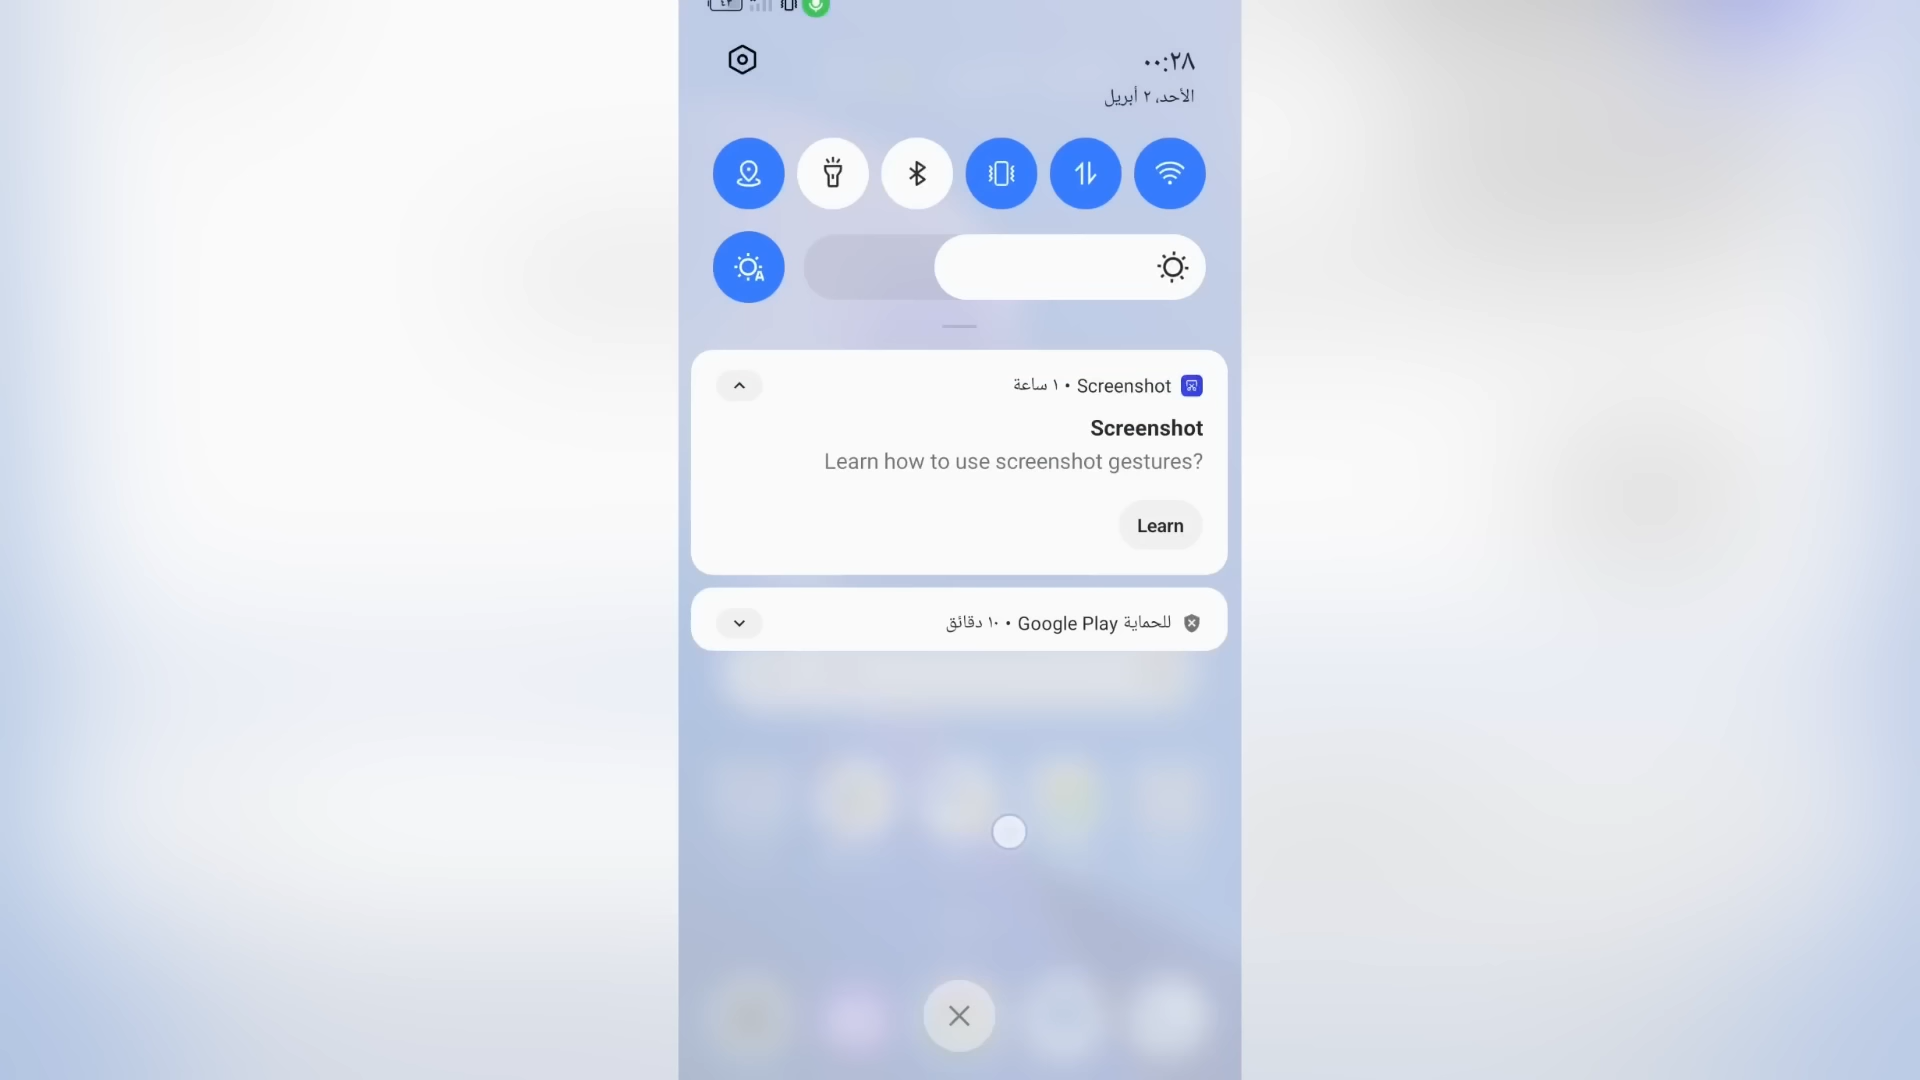 ٤٣
٠٠:٢٨
الأحد، ٢ أبريل
A
Screenshot • ١ ساعة
Screenshot
Learn how to use screenshot gestures?
Learn
للحماية Google Play • ١٠ دقائق